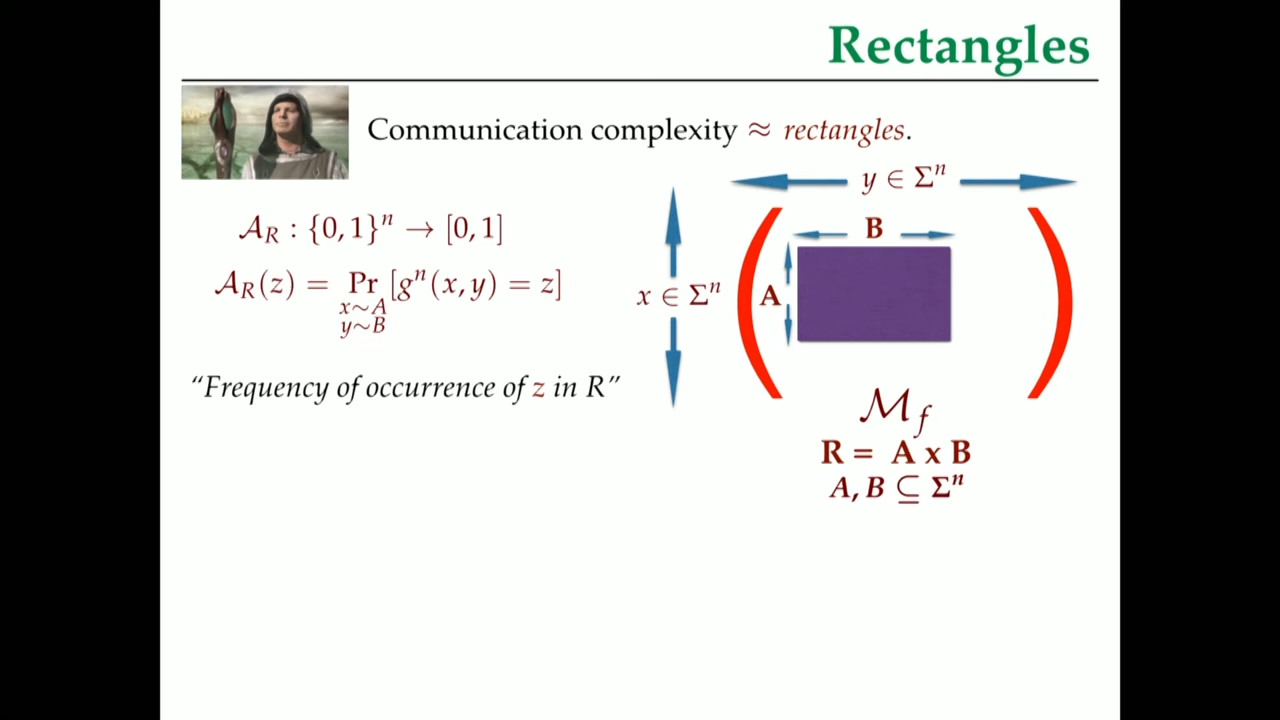 Rectangles
Communication complexity ≈ rectangles.
y ∈ Σⁿ
𝒜_R : {0,1}ⁿ → [0,1]
B
𝒜_R(z) = Pr [gⁿ(x,y) = z]
x∼A
y∼B
x ∈ Σⁿ
A
"Frequency of occurrence of z in R"
ℳ_f
R = A x B
A, B ⊆ Σⁿ